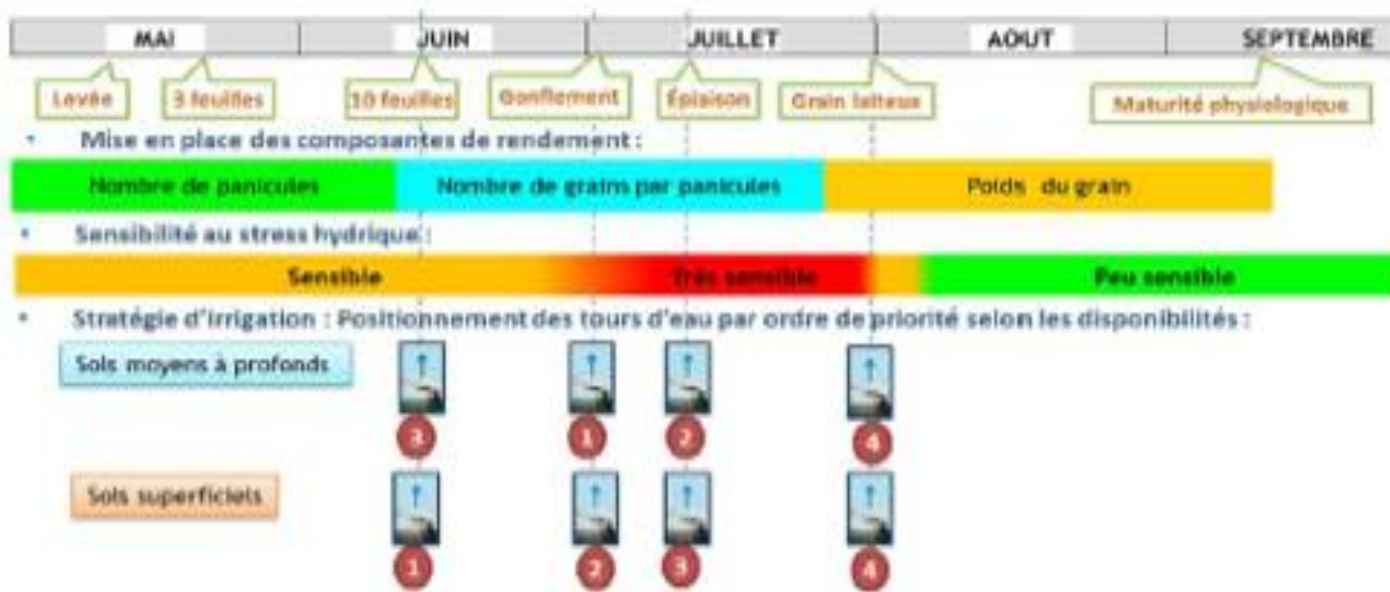 MAI JUIN JUILLET AOUT SEPTEMBRE
Levée 3 feuilles 10 feuilles Gonflement Épiaison Grain laiteux Maturité physiologique
• Mise en place des composantes de rendement :
Nombre de panicules Nombre de grains par panicules Poids du grain
• Sensibilité au stress hydrique :
Sensible Très sensible Peu sensible
• Stratégie d'irrigation : Positionnement des tours d'eau par ordre de priorité selon les disponibilités :
Sols moyens à profonds
3 1 2 4
Sols superficiels
1 2 3 4